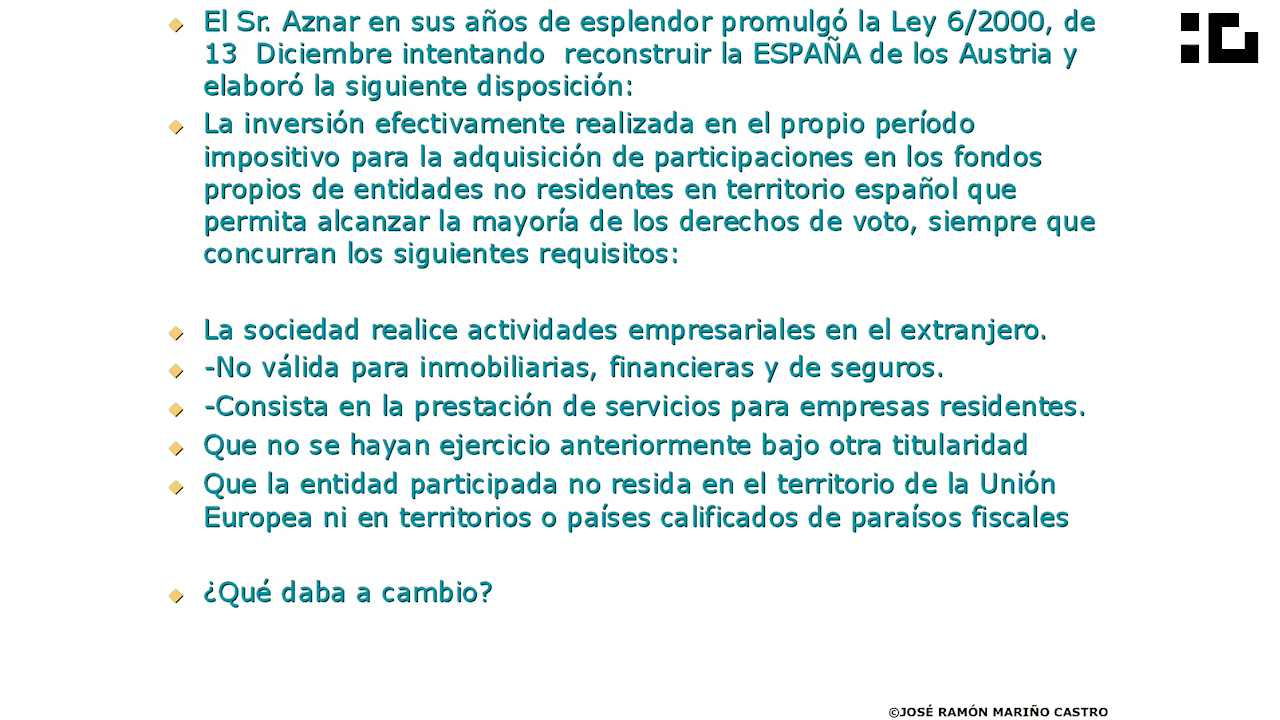 El Sr. Aznar en sus años de esplendor promulgó la Ley 6/2000, de
13 Diciembre intentando reconstruir la ESPAÑA de los Austria y
elaboró la siguiente disposición:
La inversión efectivamente realizada en el propio período
impositivo para la adquisición de participaciones en los fondos
propios de entidades no residentes en territorio español que
permita alcanzar la mayoría de los derechos de voto, siempre que
concurran los siguientes requisitos:
La sociedad realice actividades empresariales en el extranjero.
-No válida para inmobiliarias, financieras y de seguros.
-Consista en la prestación de servicios para empresas residentes.
Que no se hayan ejercicio anteriormente bajo otra titularidad
Que la entidad participada no resida en el territorio de la Unión
Europea ni en territorios o países calificados de paraísos fiscales
¿Qué daba a cambio?
©JOSÉ RAMÓN MARIÑO CASTRO